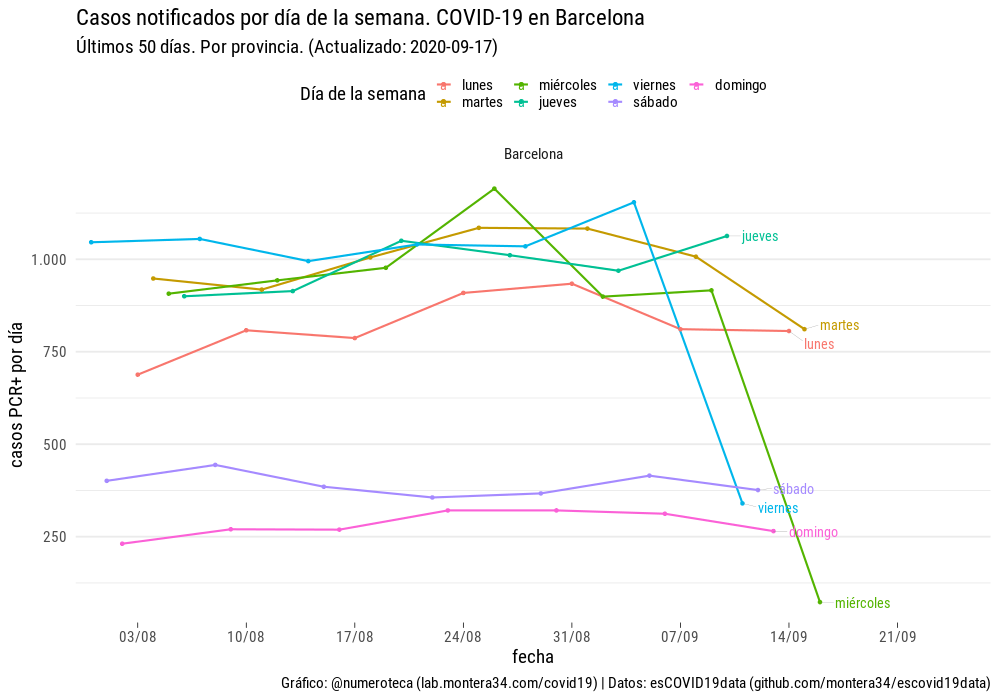 Casos notificados por día de la semana. COVID-19 en Barcelona
Últimos 50 días. Por provincia. (Actualizado: 2020-09-17)
Día de la semana
lunes
martes
miércoles
jueves
viernes
sábado
domingo
Barcelona
casos PCR+ por día
1.000
750
500
250
jueves
martes
lunes
sábado
viernes
domingo
miércoles
03/08 10/08 17/08 24/08 31/08 07/09 14/09 21/09
fecha
Gráfico: @numeroteca (lab.montera34.com/covid19) | Datos: esCOVID19data (github.com/montera34/escovid19data)